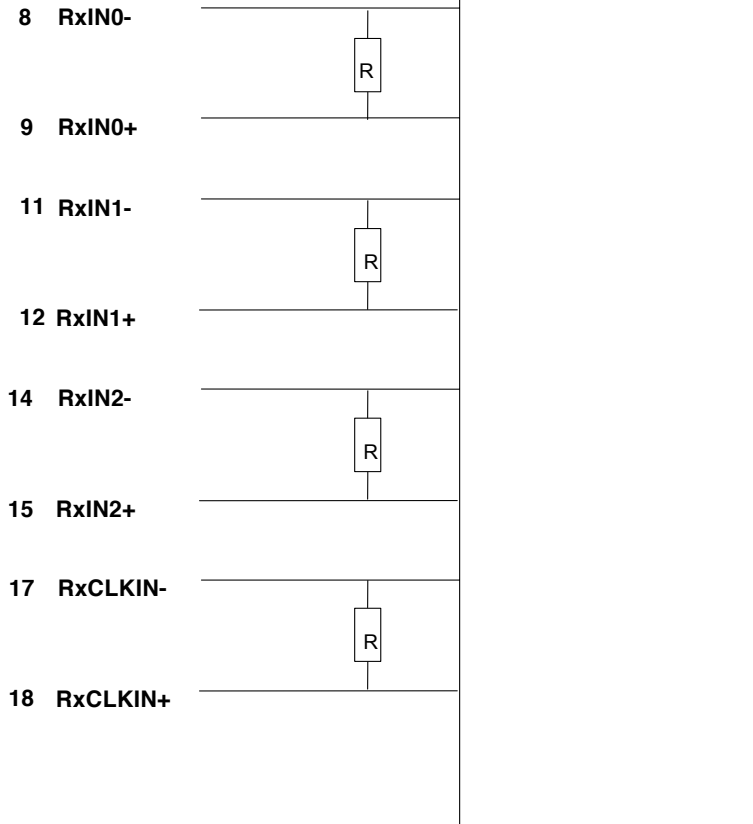 8 RxIN0-
R
9 RxIN0+
11 RxIN1-
R
12 RxIN1+
14 RxIN2-
R
15 RxIN2+
17 RxCLKIN-
R
18 RxCLKIN+